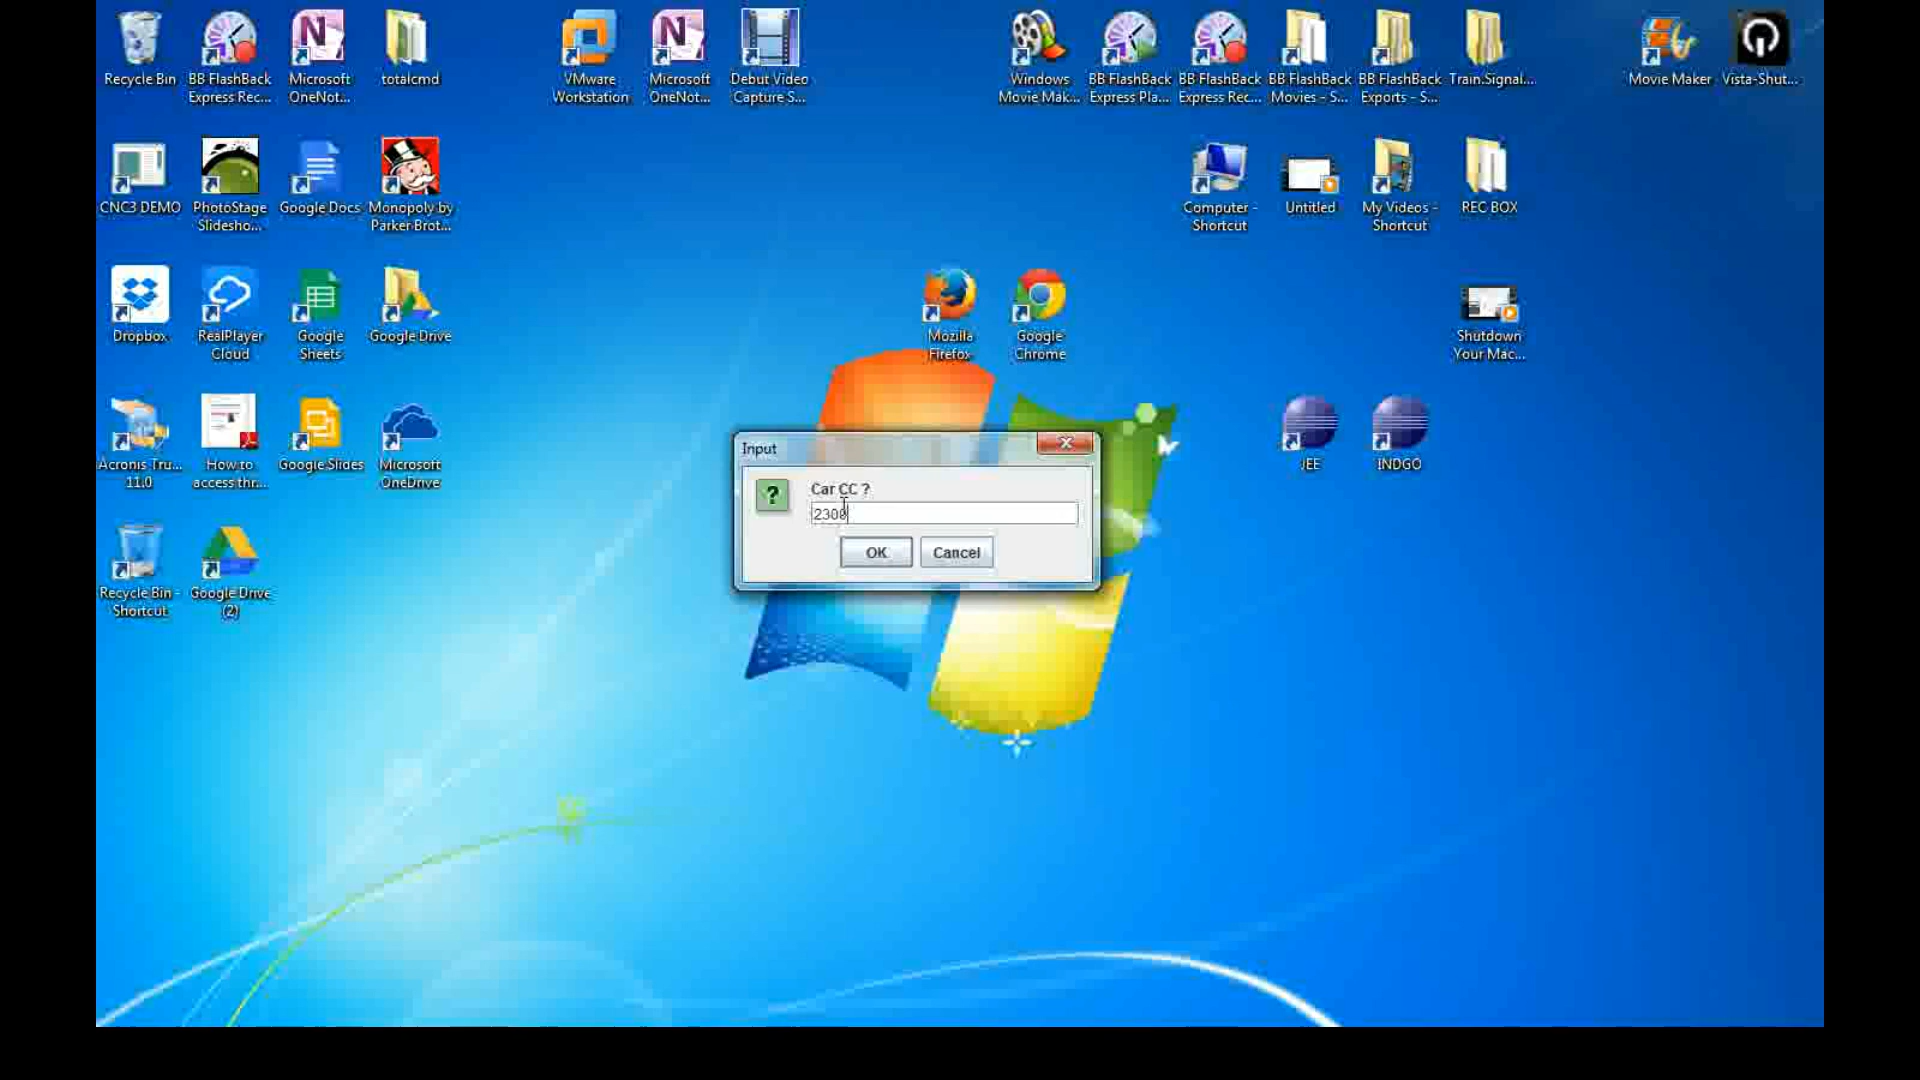 Recycle Bin
BB FlashBack
Express Rec...
Microsoft
OneNot...
totalcmd
VMware
Workstation
Microsoft
OneNot...
Debut Video
Capture S...
Windows
Movie Mak...
BB FlashBack
Express Pla...
BB FlashBack
Express Rec...
BB FlashBack
Movies - S...
BB FlashBack
Exports - S...
Train.Signal...
Movie Maker
Vista-Shut...
CNC3 DEMO
PhotoStage
Slidesho...
Google Docs
Monopoly by
Parker Brot...
Computer -
Shortcut
Untitled
My Videos -
Shortcut
REC BOX
Dropbox
RealPlayer
Cloud
Google
Sheets
Google Drive
Mozilla
Firefox
Google
Chrome
Shutdown
Your Mac...
Acronis Tru...
11.0
How to
access thr...
Google Slides
Microsoft
OneDrive
JEE
INDGO
Input
Car CC ?
2300
OK
Cancel
Recycle Bin -
Shortcut
Google Drive
(2)